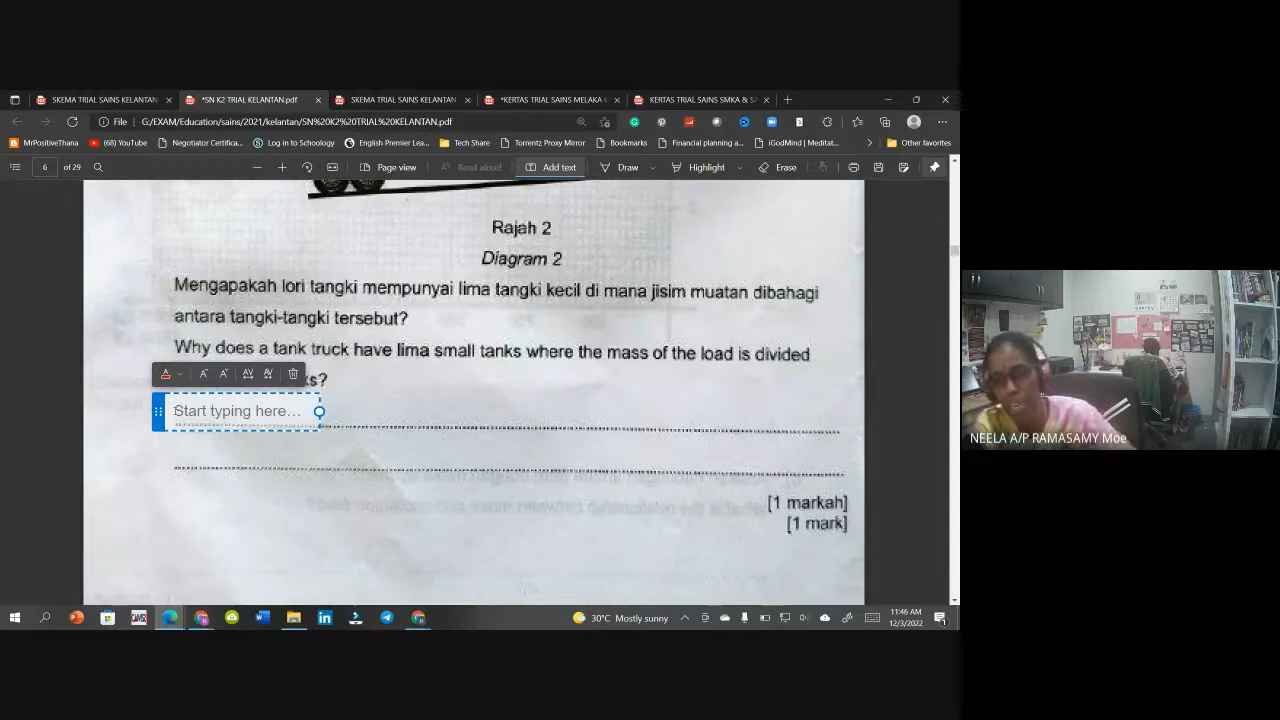 SKEMA TRIAL SAINS KELANTAN
*SN K2 TRIAL KELANTAN.pdf
SKEMA TRIAL SAINS KELANTAN
*KERTAS TRIAL SAINS MELAKA
KERTAS TRIAL SAINS SMKA & SA
File
G:/EXAM/Education/sains/2021/kelantan/SN%20K2%20TRIAL%20KELANTAN.pdf
MrPositiveThana
(68) YouTube
Negotiator Certifica...
Log in to Schoology
English Premier Lea...
Tech Share
Torrentz Proxy Mirror
Bookmarks
Financial planning a...
iGodMind | Meditat...
Other favorites
6 of 29
Page view
Read aloud
Add text
Draw
Highlight
Erase
Rajah 2
Diagram 2
Mengapakah lori tangki mempunyai lima tangki kecil di mana jisim muatan dibahagi
antara tangki-tangki tersebut?
Why does a tank truck have lima small tanks where the mass of the load is divided
ks?
Start typing here...
[1 markah]
[1 mark]
NEELA A/P RAMASAMY Moe
30°C Mostly sunny
11:46 AM
12/3/2022